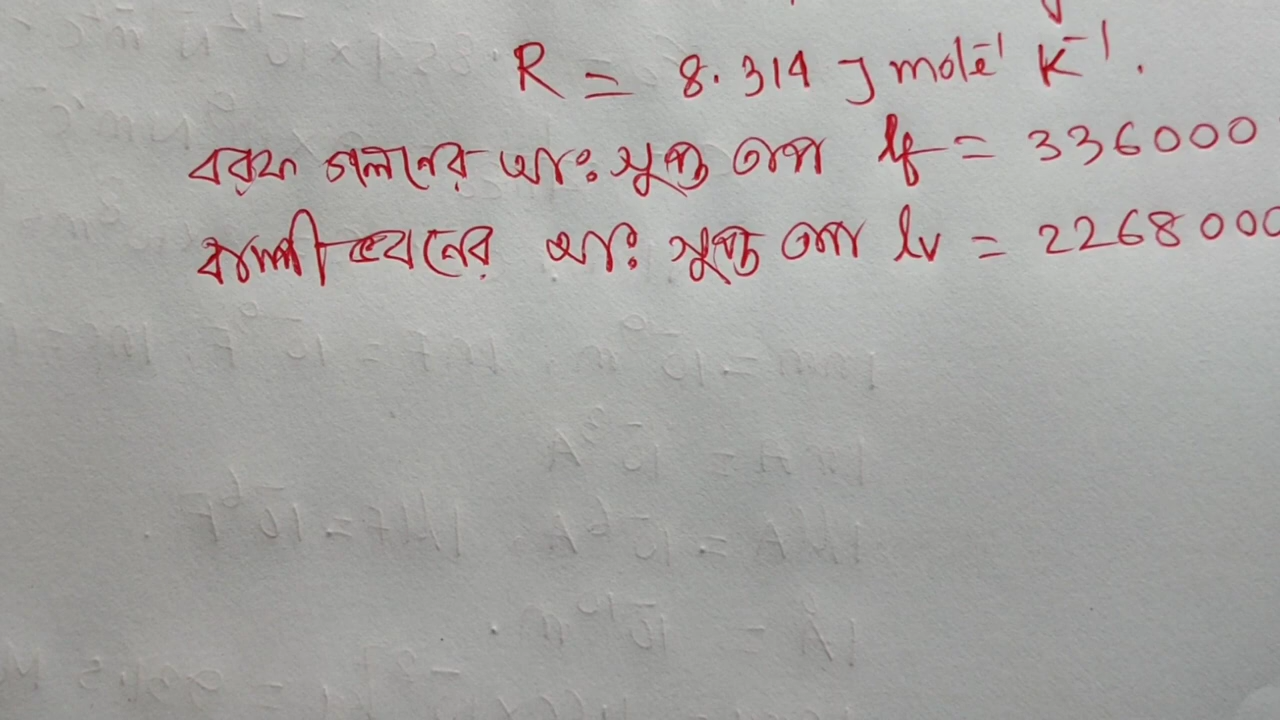 R = 8.314 J mole⁻¹ K⁻¹.
বরফ গলনের আঃ সুপ্ত তাপ lf = 336000
বাষ্পীভবনের আঃ সুপ্ত তাপ lv = 2268000